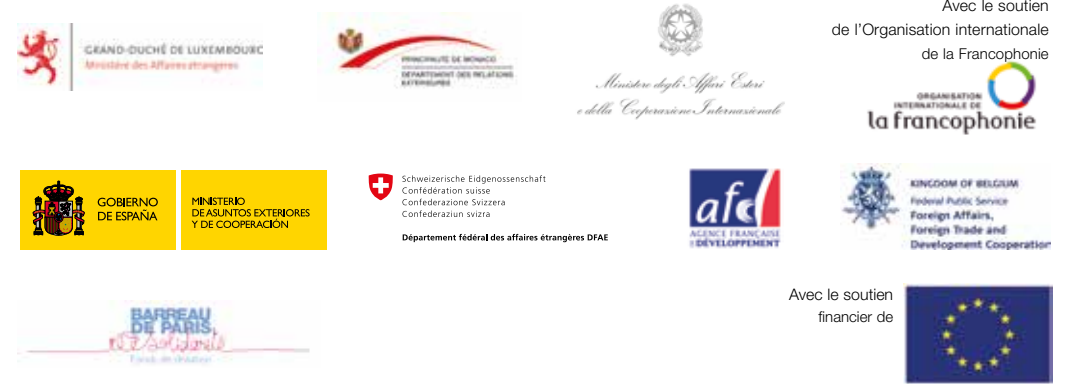 GRAND-DUCHÉ DE LUXEMBOURG
Ministère des Affaires étrangères
PRINCIPAUTÉ DE MONACO
DÉPARTEMENT DES RELATIONS
EXTÉRIEURES
Ministero degli Affari Esteri
e della Cooperazione Internazionale
Avec le soutien
de l'Organisation internationale
de la Francophonie
ORGANISATION
INTERNATIONALE DE
la francophonie
GOBIERNO
DE ESPAÑA
MINISTERIO
DE ASUNTOS EXTERIORES
Y DE COOPERACIÓN
Schweizerische Eidgenossenschaft
Confédération suisse
Confederazione Svizzera
Confederaziun svizra
Département fédéral des affaires étrangères DFAE
afd
AGENCE FRANÇAISE
DE DÉVELOPPEMENT
KINGDOM OF BELGIUM
Federal Public Service
Foreign Affairs,
Foreign Trade and
Development Cooperation
BARREAU
DE PARIS
Solidarité
Fonds de dotation
Avec le soutien
financier de